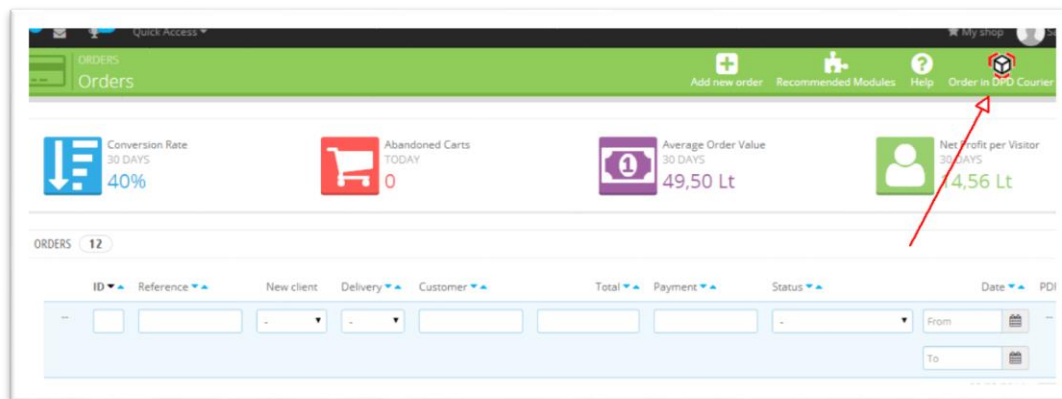 Quick Access
My shop
ORDERS
Orders
Add new order
Recommended Modules
Help
Order in DPD Courier
Conversion Rate
30 DAYS
40%
Abandoned Carts
TODAY
0
Average Order Value
30 DAYS
49,50 Lt
Net Profit per Visitor
30 DAYS
14,56 Lt
ORDERS 12
ID Reference New client Delivery Customer Total Payment Status Date PDF
-- - - - From --
To